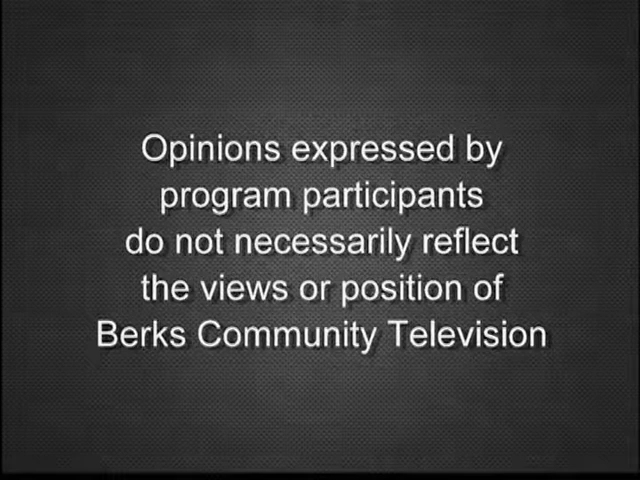 Opinions expressed by
program participants
do not necessarily reflect
the views or position of
Berks Community Television